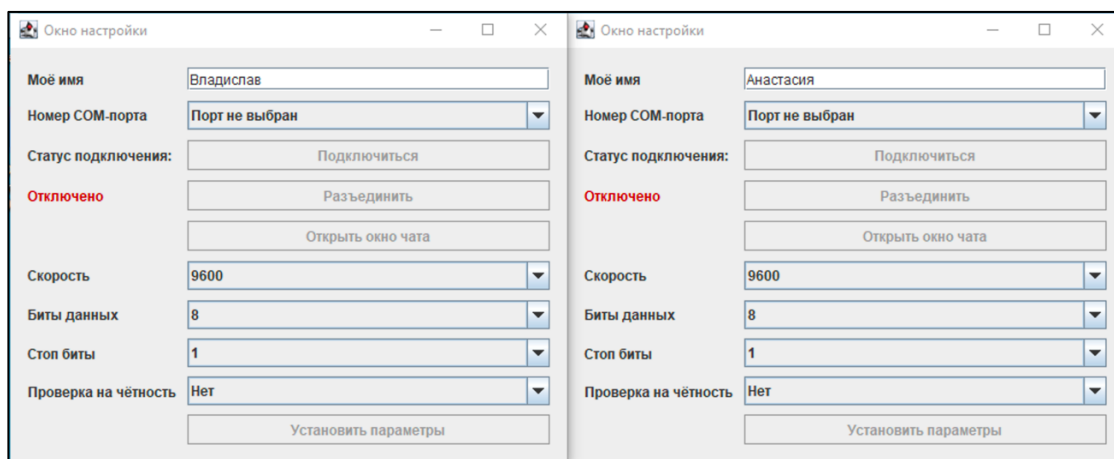 Окно настройки
Моё имя Владислав
Номер COM-порта Порт не выбран
Статус подключения: Подключиться
Отключено Разъединить
Открыть окно чата
Скорость 9600
Биты данных 8
Стоп биты 1
Проверка на чётность Нет
Установить параметры
Окно настройки
Моё имя Анастасия
Номер COM-порта Порт не выбран
Статус подключения: Подключиться
Отключено Разъединить
Открыть окно чата
Скорость 9600
Биты данных 8
Стоп биты 1
Проверка на чётность Нет
Установить параметры